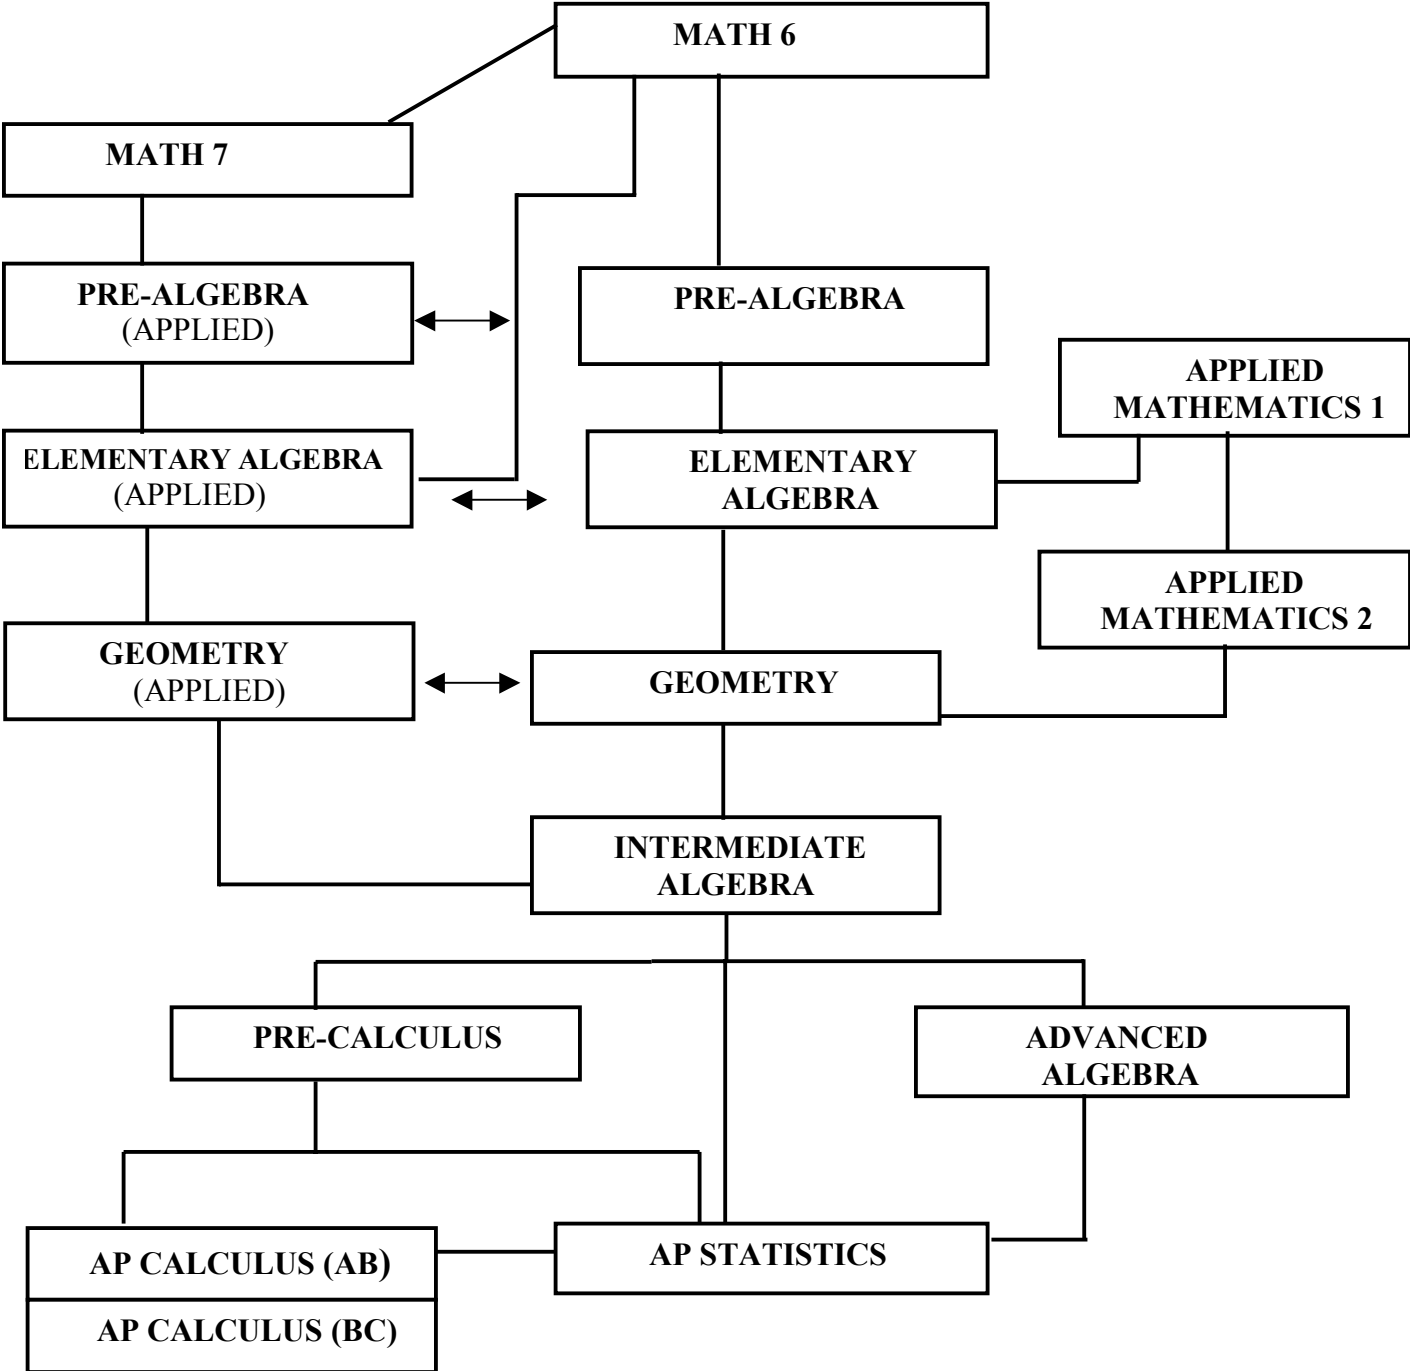 MATH 6
MATH 7
PRE-ALGEBRA
(APPLIED)
PRE-ALGEBRA
APPLIED
MATHEMATICS 1
ELEMENTARY ALGEBRA
(APPLIED)
ELEMENTARY
ALGEBRA
APPLIED
MATHEMATICS 2
GEOMETRY
(APPLIED)
GEOMETRY
INTERMEDIATE
ALGEBRA
PRE-CALCULUS
ADVANCED
ALGEBRA
AP CALCULUS (AB)
AP STATISTICS
AP CALCULUS (BC)